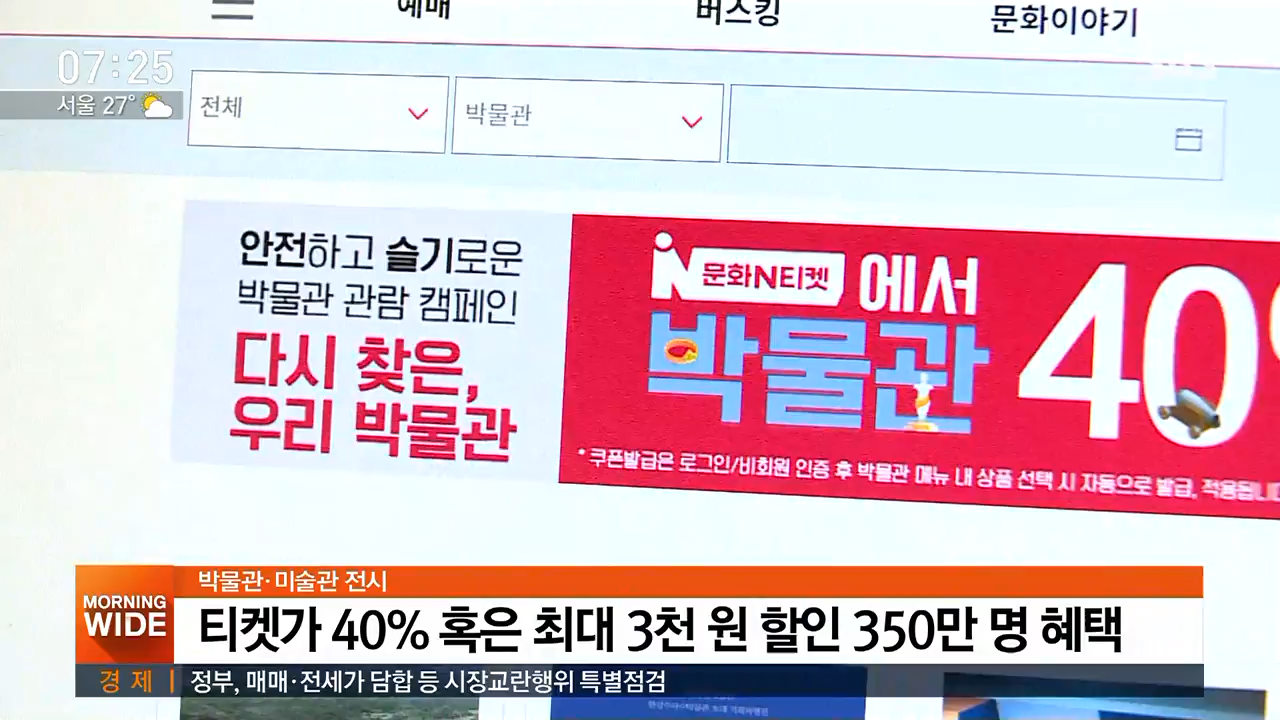 예매
버스킹
문화이야기
07:25
서울 27°
전체
박물관
안전하고 슬기로운
박물관 관람 캠페인
다시 찾은,
우리 박물관
문화N티켓 에서
박물관 40%
* 쿠폰발급은 로그인/비회원 인증 후 박물관 메뉴 내 상품 선택 시 자동으로 발급, 적용됩니다
MORNING
WIDE
박물관·미술관 전시
티켓가 40% 혹은 최대 3천 원 할인 350만 명 혜택
경제 | 정부, 매매·전세가 담합 등 시장교란행위 특별점검